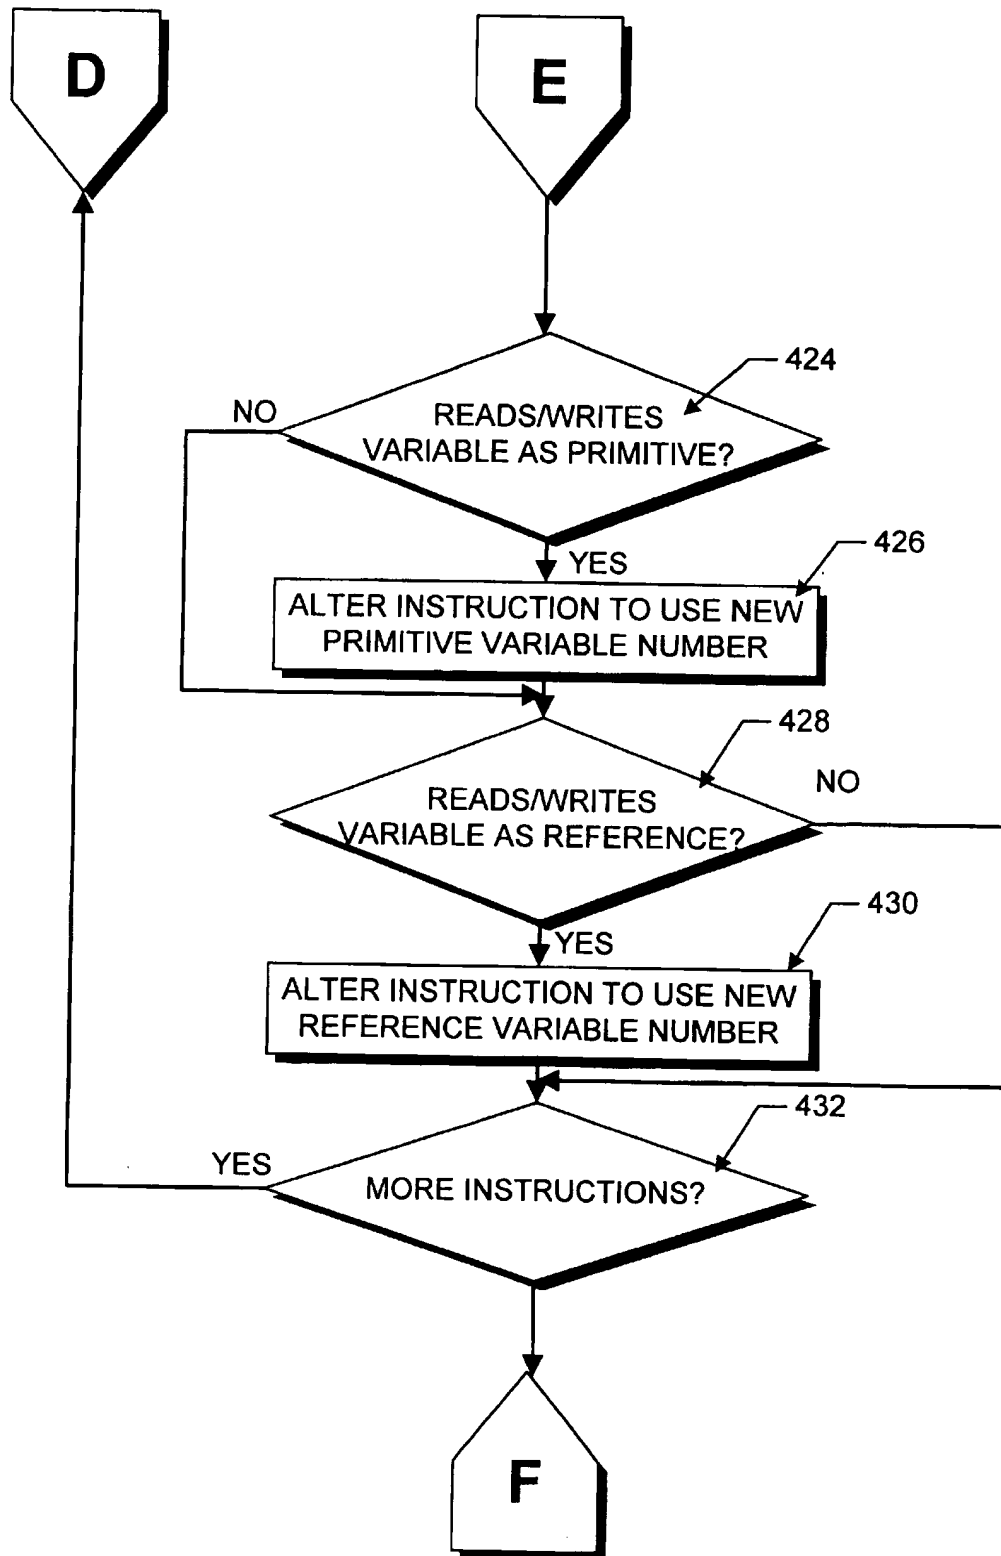 D
E
424
NO
READS/WRITES
VARIABLE AS PRIMITIVE?
426
YES
ALTER INSTRUCTION TO USE NEW
PRIMITIVE VARIABLE NUMBER
428
NO
READS/WRITES
VARIABLE AS REFERENCE?
430
YES
ALTER INSTRUCTION TO USE NEW
REFERENCE VARIABLE NUMBER
432
YES
MORE INSTRUCTIONS?
F